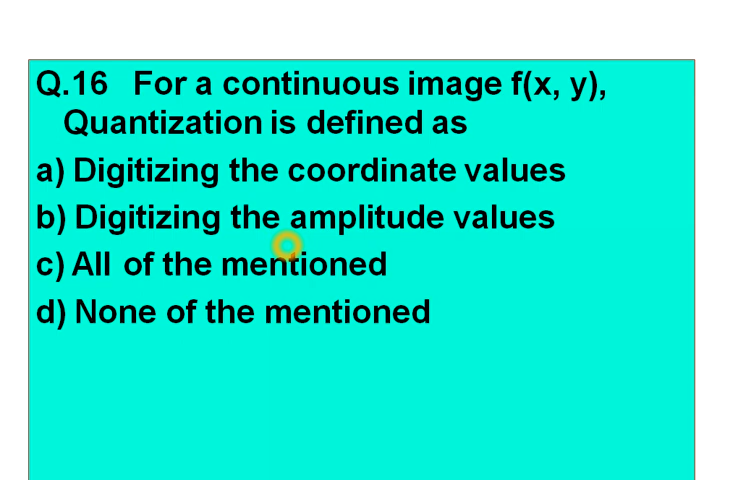 Q.16 For a continuous image f(x, y),
Quantization is defined as
a) Digitizing the coordinate values
b) Digitizing the amplitude values
c) All of the mentioned
d) None of the mentioned